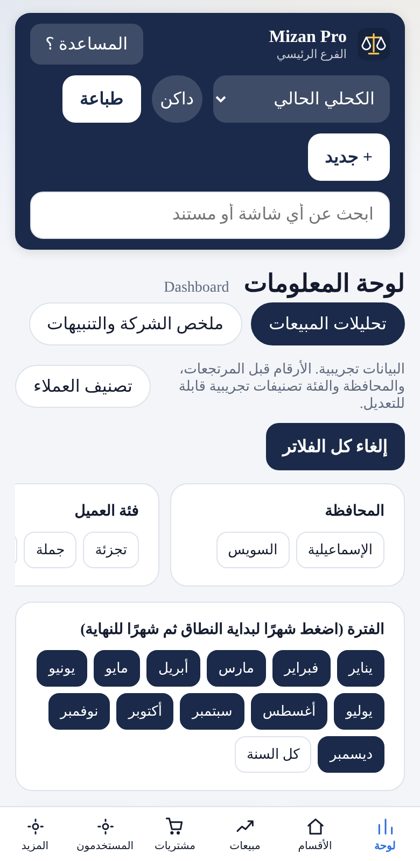 Mizan Pro
الفرع الرئيسي
المساعدة ؟
الكحلي الحالي
داكن
طباعة
+ جديد
ابحث عن أي شاشة أو مستند
لوحة المعلومات Dashboard
تحليلات المبيعات
ملخص الشركة والتنبيهات
البيانات تجريبية. الأرقام قبل المرتجعات،
والمحافظة والفئة تصنيفات تجريبية قابلة
للتعديل.
تصنيف العملاء
إلغاء كل الفلاتر
المحافظة
الإسماعيلية
السويس
فئة العميل
تجزئة
جملة
الفترة (اضغط شهرًا لبداية النطاق ثم شهرًا للنهاية)
يناير
فبراير
مارس
أبريل
مايو
يونيو
يوليو
أغسطس
سبتمبر
أكتوبر
نوفمبر
ديسمبر
كل السنة
لوحة
الأقسام
مبيعات
مشتريات
المستخدمون
المزيد